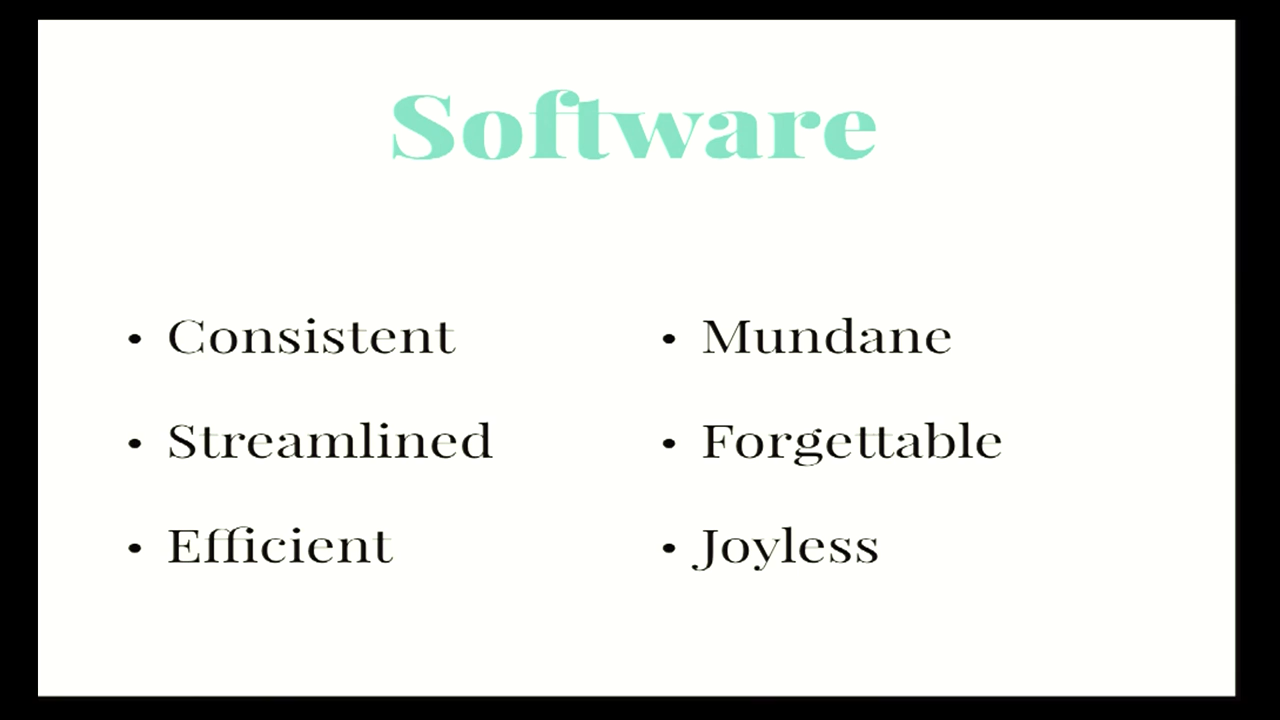 Software
• Consistent
• Streamlined
• Efficient
• Mundane
• Forgettable
• Joyless